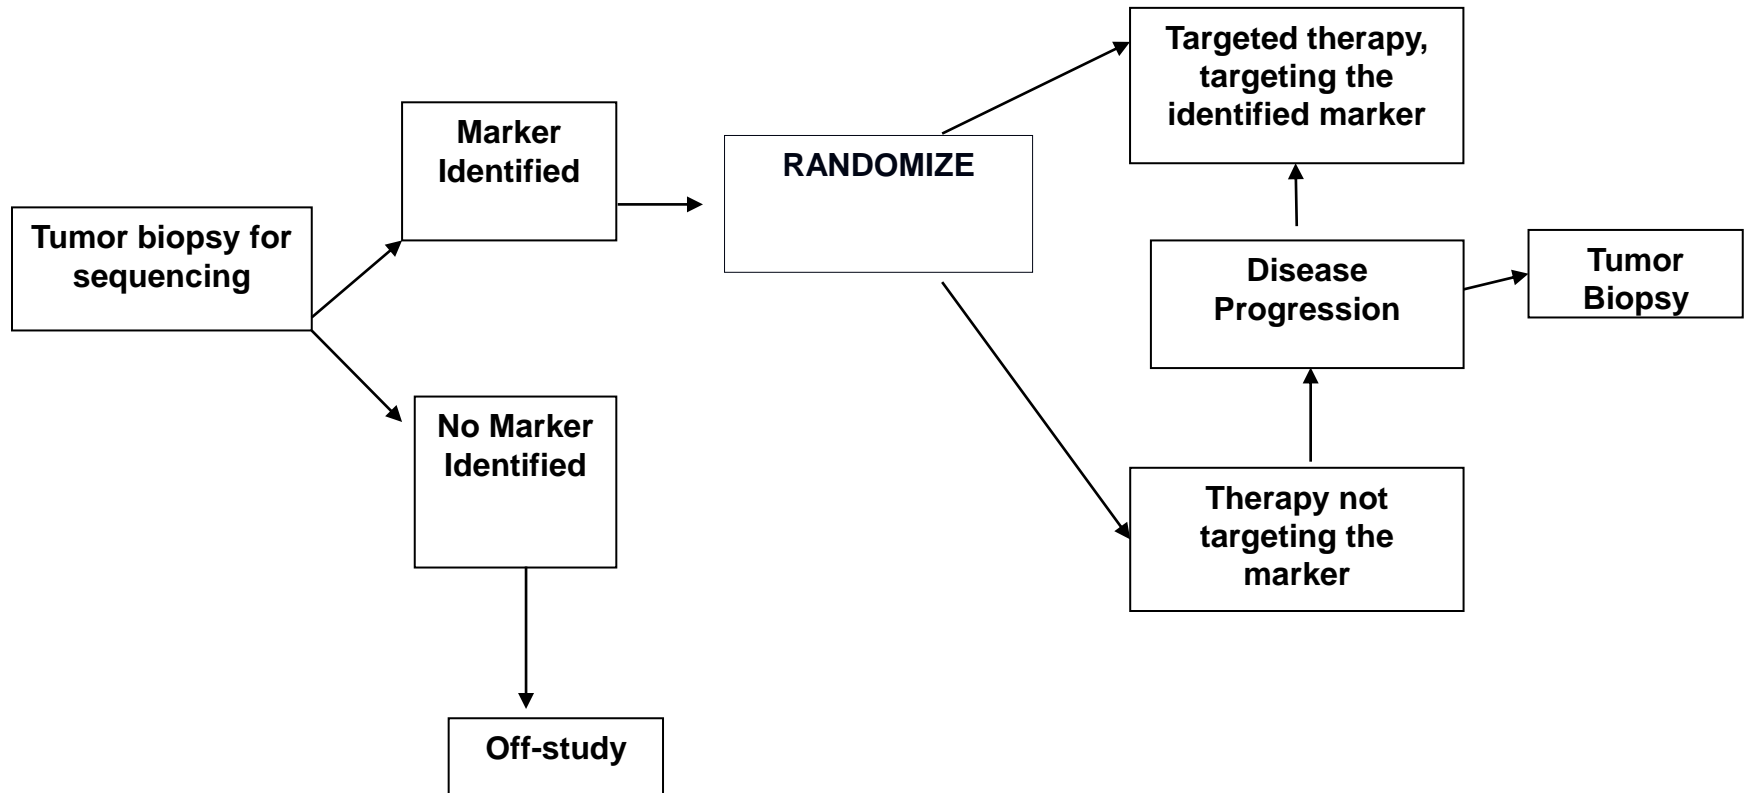 Tumor biopsy for
sequencing
Marker
Identified
No Marker
Identified
Off-study
RANDOMIZE
Targeted therapy,
targeting the
identified marker
Disease
Progression
Tumor
Biopsy
Therapy not
targeting the
marker